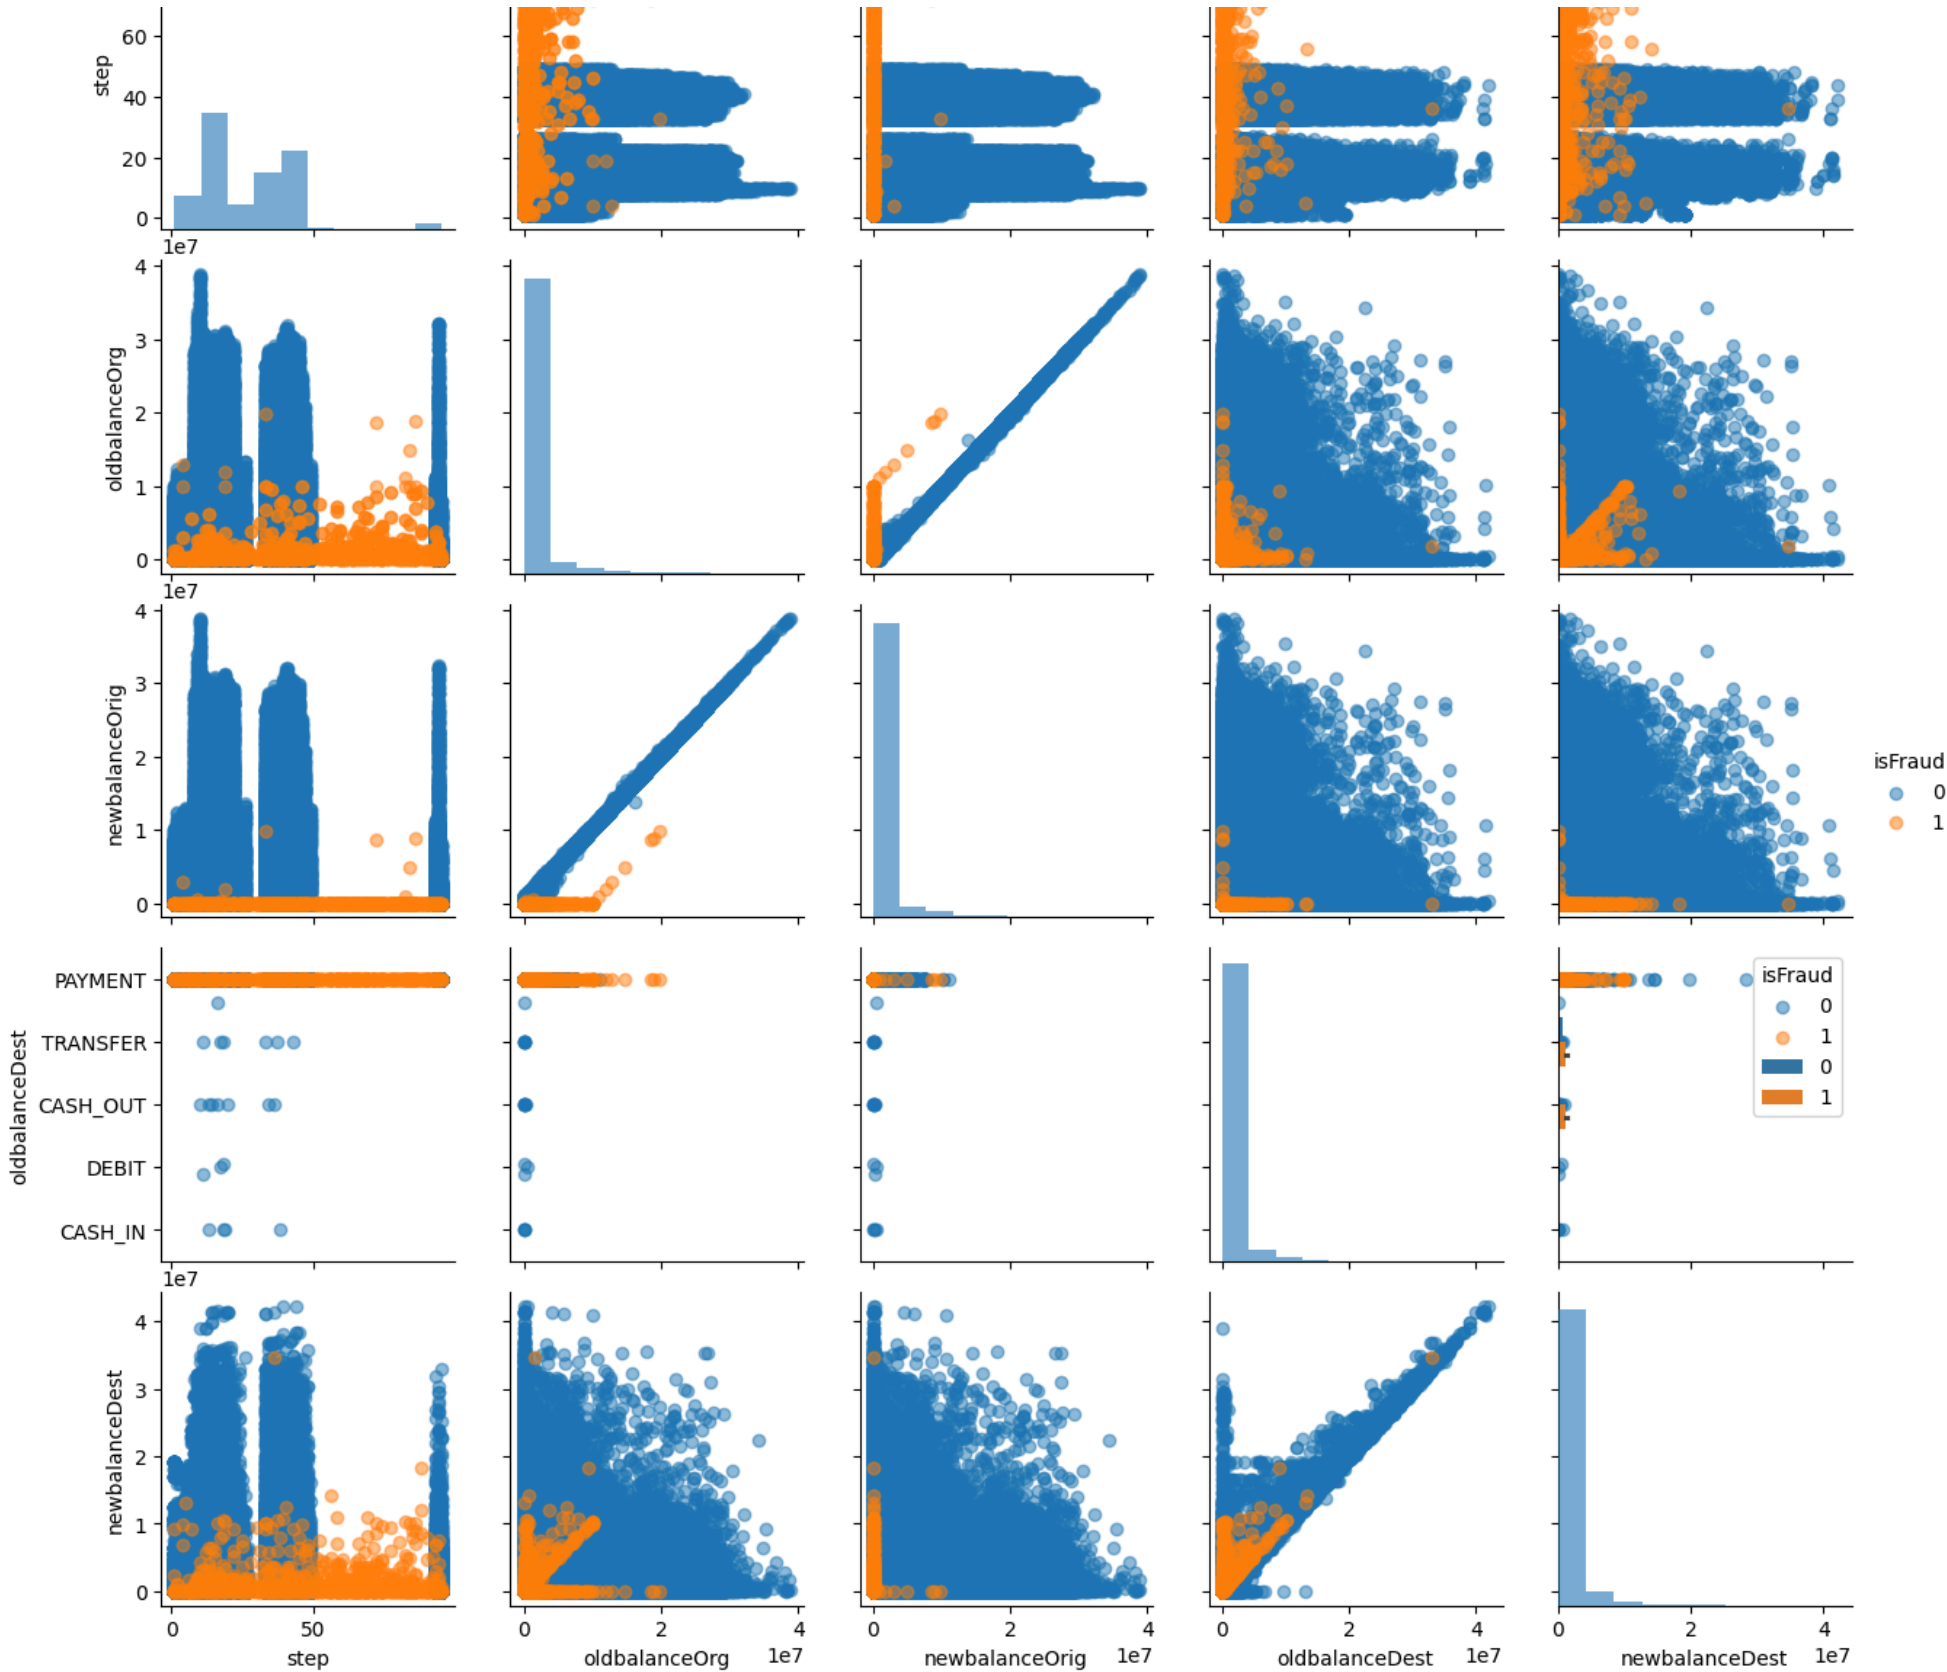 60
40
20
0
step
1e7
4
3
2
1
0
oldbalanceOrg
1e7
4
3
2
1
0
newbalanceOrig
isFraud
0
1
PAYMENT
TRANSFER
CASH_OUT
DEBIT
CASH_IN
oldbalanceDest
isFraud
0
1
0
1
1e7
4
3
2
1
0
newbalanceDest
0 50
step
0 2 4
1e7
oldbalanceOrg
0 2 4
1e7
newbalanceOrig
0 2 4
1e7
oldbalanceDest
0 2 4
1e7
newbalanceDest